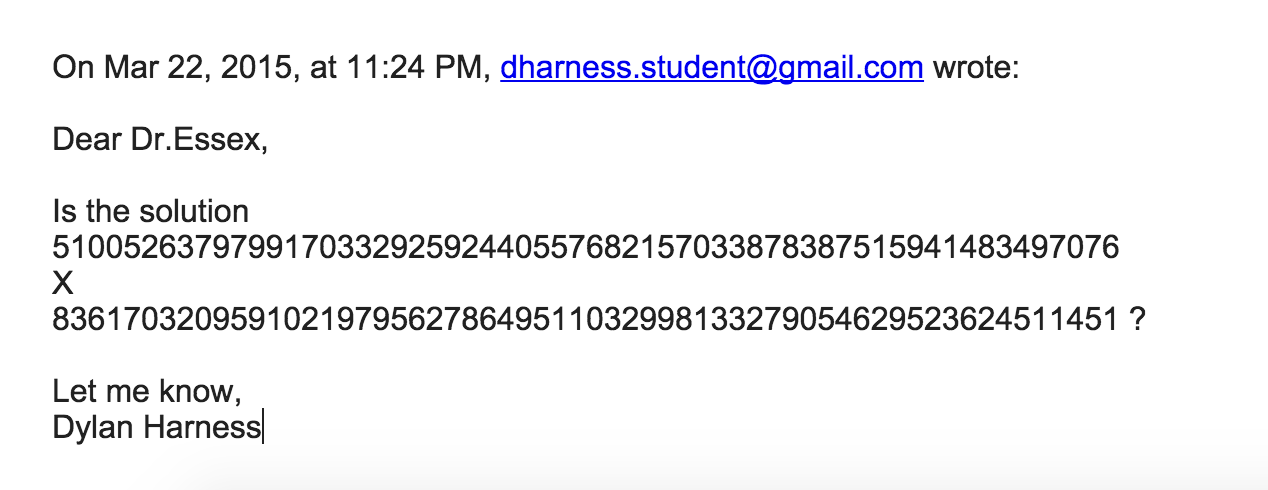 On Mar 22, 2015, at 11:24 PM, dharness.student@gmail.com wrote:
Dear Dr.Essex,
Is the solution
510052637979917033292592440557682157033878387515941483497076
X
836170320959102197956278649511032998133279054629523624511451 ?
Let me know,
Dylan Harness